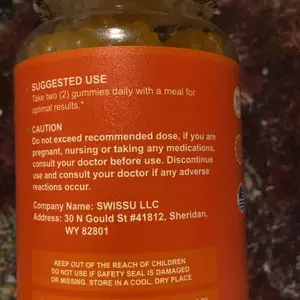 SUGGESTED USE
Take two (2) gummies daily with a meal for
optimal results.*
CAUTION
Do not exceed recommended dose, if you are
pregnant, nursing or taking any medications,
consult your doctor before use. Discontinue
use and consult your doctor if any adverse
reactions occur.
Company Name: SWISSU LLC
Address: 30 N Gould St #41812, Sheridan,
WY 82801
KEEP OUT OF THE REACH OF CHILDREN
DO NOT USE IF SAFETY SEAL IS DAMAGED
OR MISSING. STORE IN A COOL, DRY PLACE